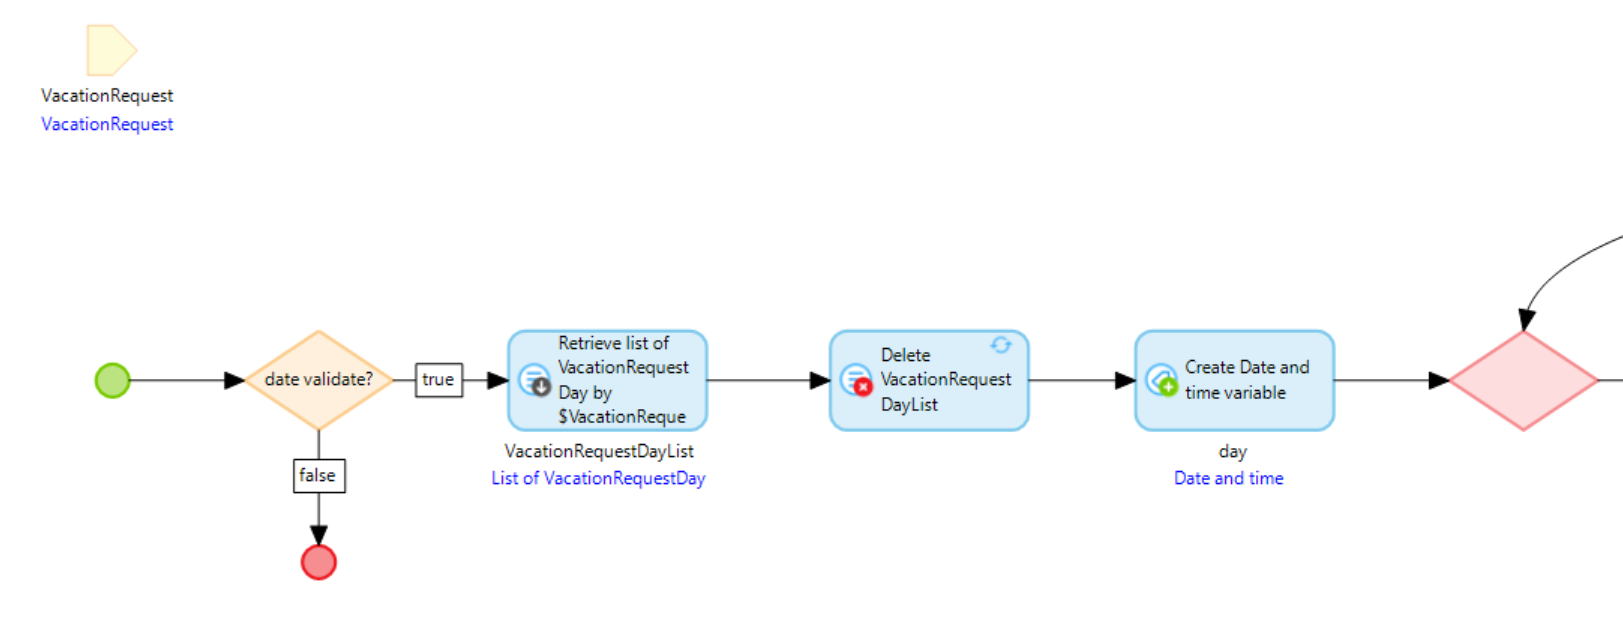 VacationRequest
VacationRequest
date validate?
true
false
Retrieve list of
VacationRequest
Day by
$VacationReque
VacationRequestDayList
List of VacationRequestDay
Delete
VacationRequest
DayList
Create Date and
time variable
day
Date and time